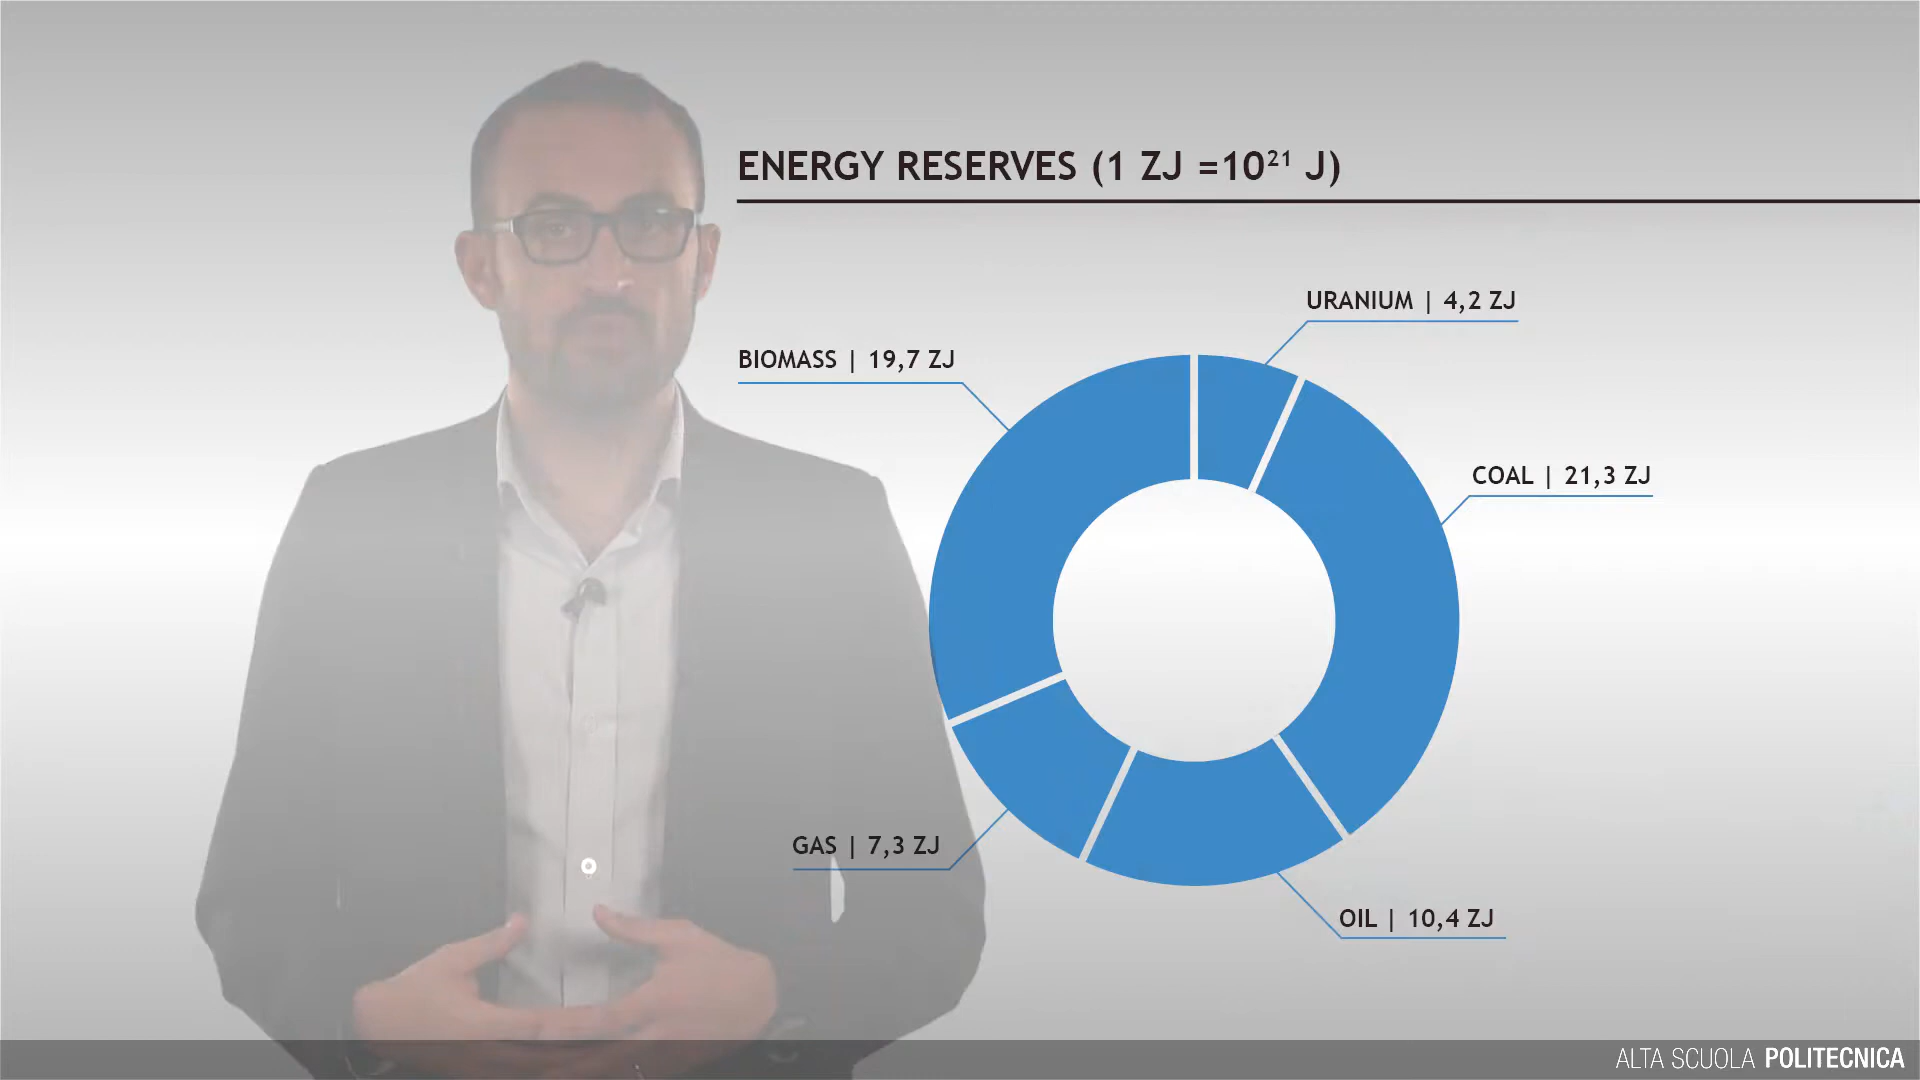 ENERGY RESERVES (1 ZJ =10²¹ J)
URANIUM | 4,2 ZJ
BIOMASS | 19,7 ZJ
COAL | 21,3 ZJ
GAS | 7,3 ZJ
OIL | 10,4 ZJ
ALTA SCUOLA POLITECNICA